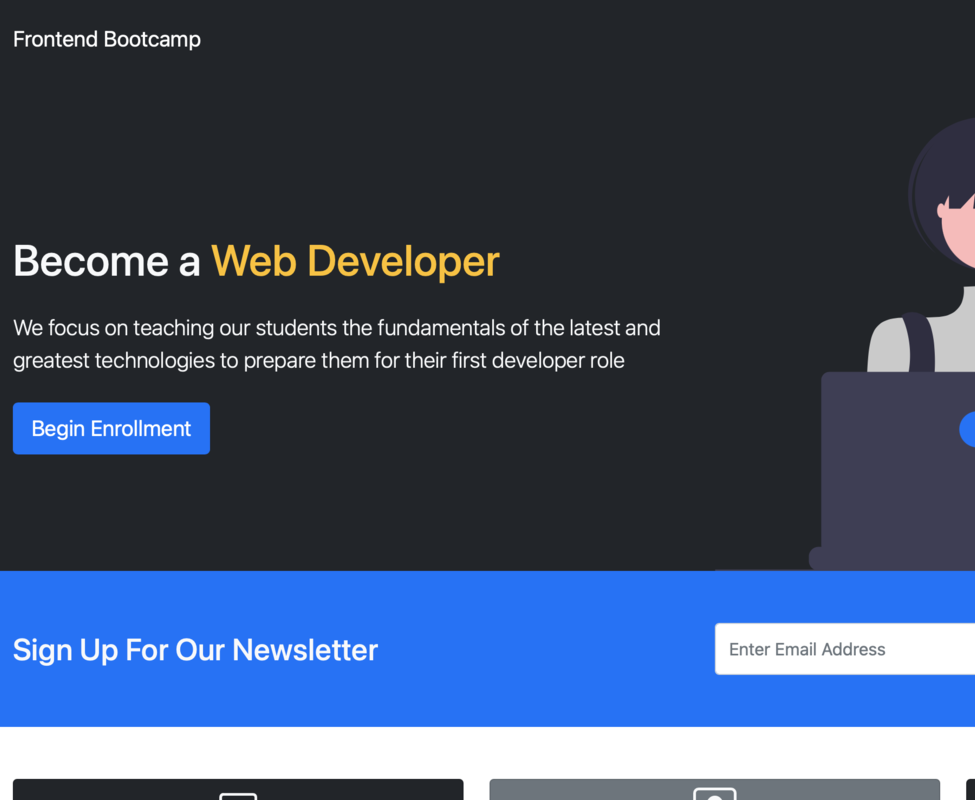 Frontend Bootcamp
Become a Web Developer
We focus on teaching our students the fundamentals of the latest and
greatest technologies to prepare them for their first developer role
Begin Enrollment
Sign Up For Our Newsletter
Enter Email Address